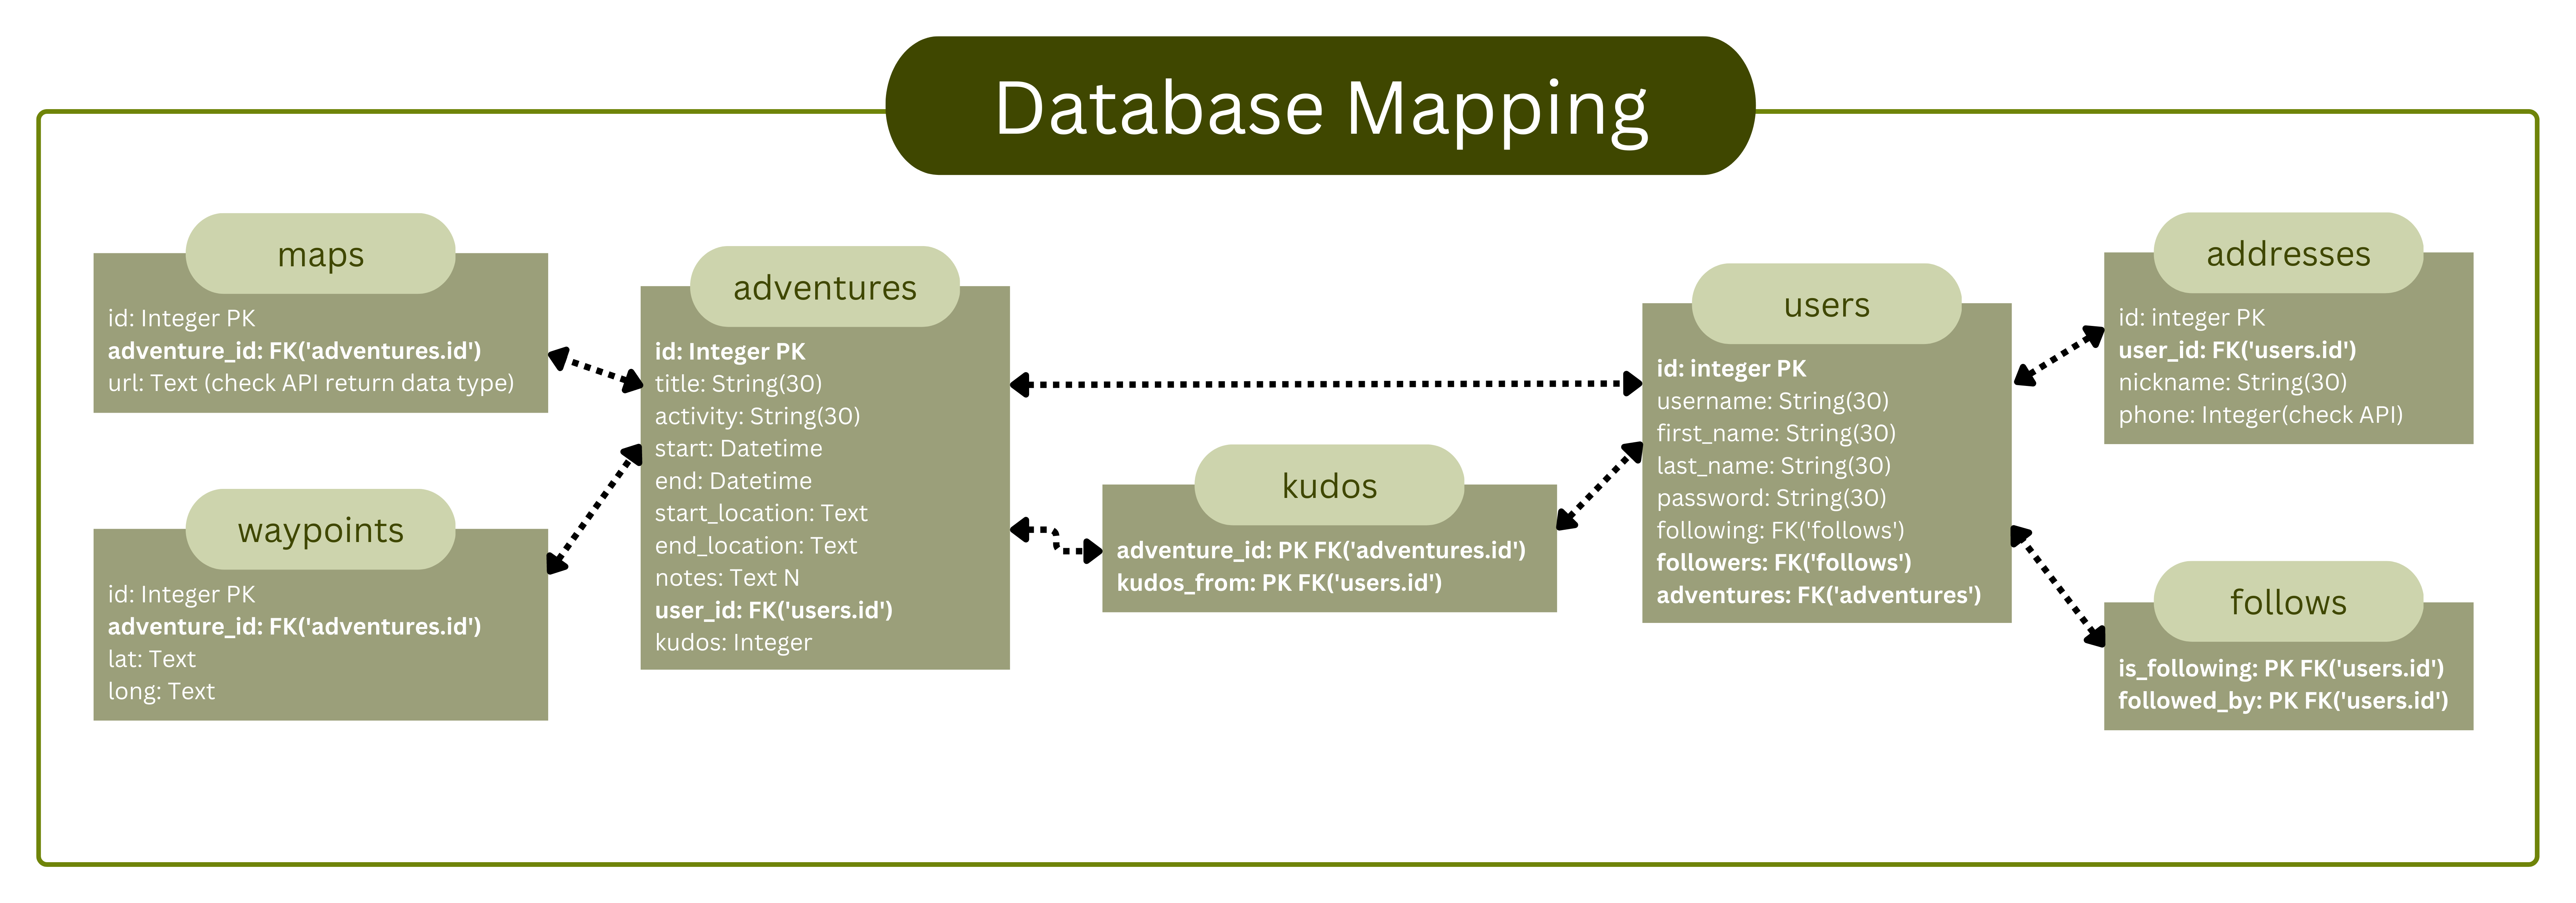 Database Mapping
maps
id: Integer PK
adventure_id: FK('adventures.id')
url: Text (check API return data type)
waypoints
id: Integer PK
adventure_id: FK('adventures.id')
lat: Text
long: Text
adventures
id: Integer PK
title: String(30)
activity: String(30)
start: Datetime
end: Datetime
start_location: Text
end_location: Text
notes: Text N
user_id: FK('users.id')
kudos: Integer
kudos
adventure_id: PK FK('adventures.id')
kudos_from: PK FK('users.id')
users
id: integer PK
username: String(30)
first_name: String(30)
last_name: String(30)
password: String(30)
following: FK('follows')
followers: FK('follows')
adventures: FK('adventures')
addresses
id: integer PK
user_id: FK('users.id')
nickname: String(30)
phone: Integer(check API)
follows
is_following: PK FK('users.id')
followed_by: PK FK('users.id')